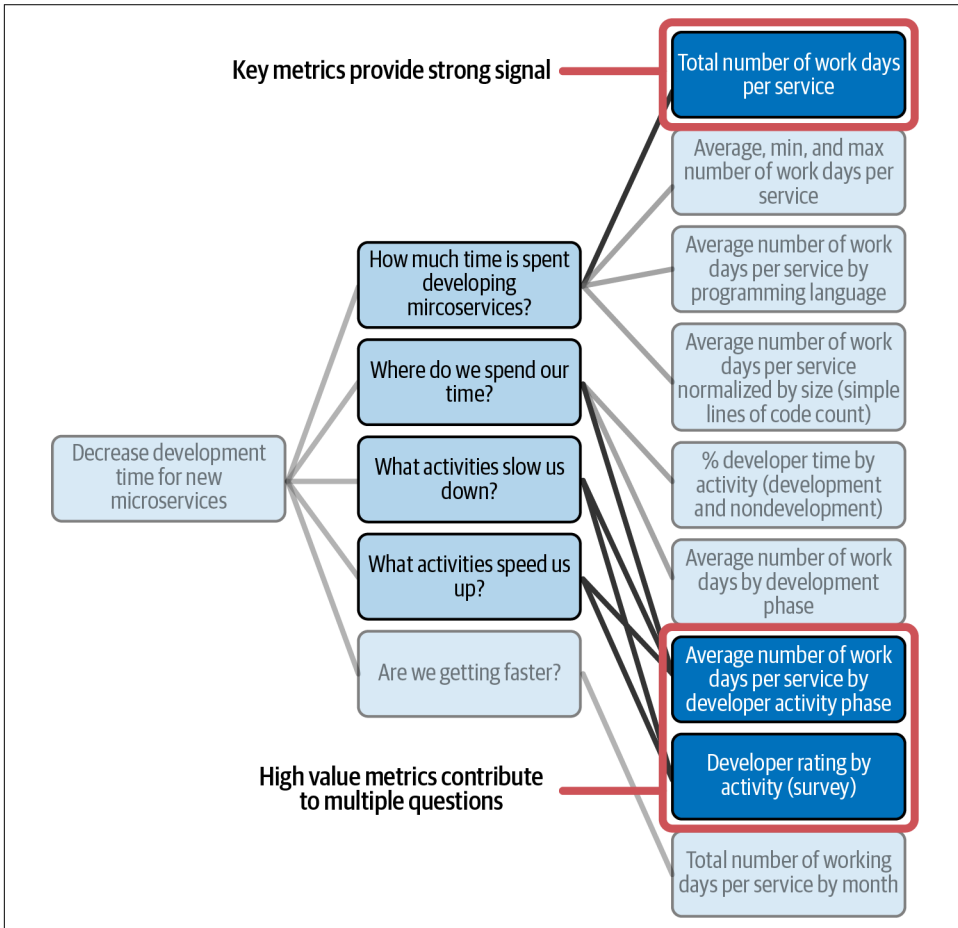 Key metrics provide strong signal
Total number of work days
per service
Average, min, and max
number of work days per
service
Average number of work
days per service by
programming language
Average number of work
days per service
normalized by size (simple
lines of code count)
% developer time by
activity (development
and nondevelopment)
Average number of work
days by development
phase
Average number of work
days per service by
developer activity phase
Developer rating by
activity (survey)
Total number of working
days per service by month
How much time is spent
developing
mircoservices?
Where do we spend our
time?
What activities slow us
down?
What activities speed us
up?
Are we getting faster?
Decrease development
time for new
microservices
High value metrics contribute
to multiple questions